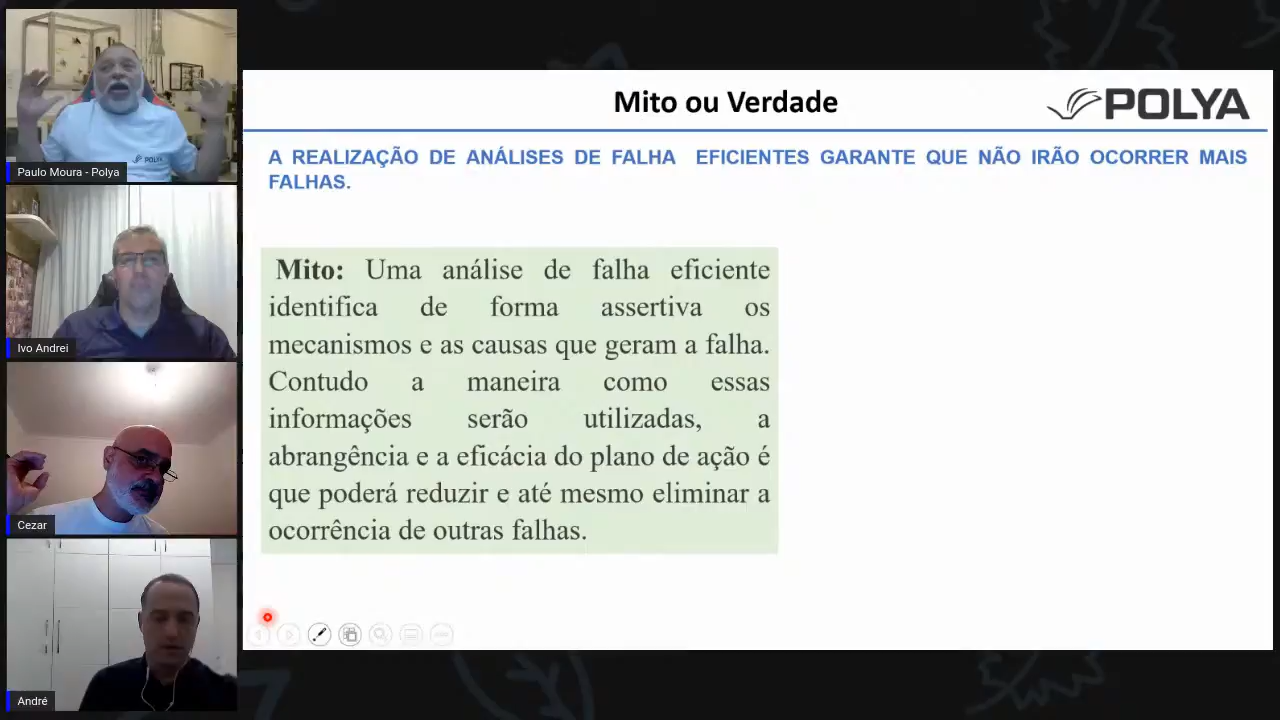 Mito ou Verdade
POLYA
A REALIZAÇÃO DE ANÁLISES DE FALHA EFICIENTES GARANTE QUE NÃO IRÃO OCORRER MAIS
FALHAS.
Mito: Uma análise de falha eficiente
identifica de forma assertiva os
mecanismos e as causas que geram a falha.
Contudo a maneira como essas
informações serão utilizadas, a
abrangência e a eficácia do plano de ação é
que poderá reduzir e até mesmo eliminar a
ocorrência de outras falhas.
POLYA
Paulo Moura - Polya
Ivo Andrei
Cezar
André